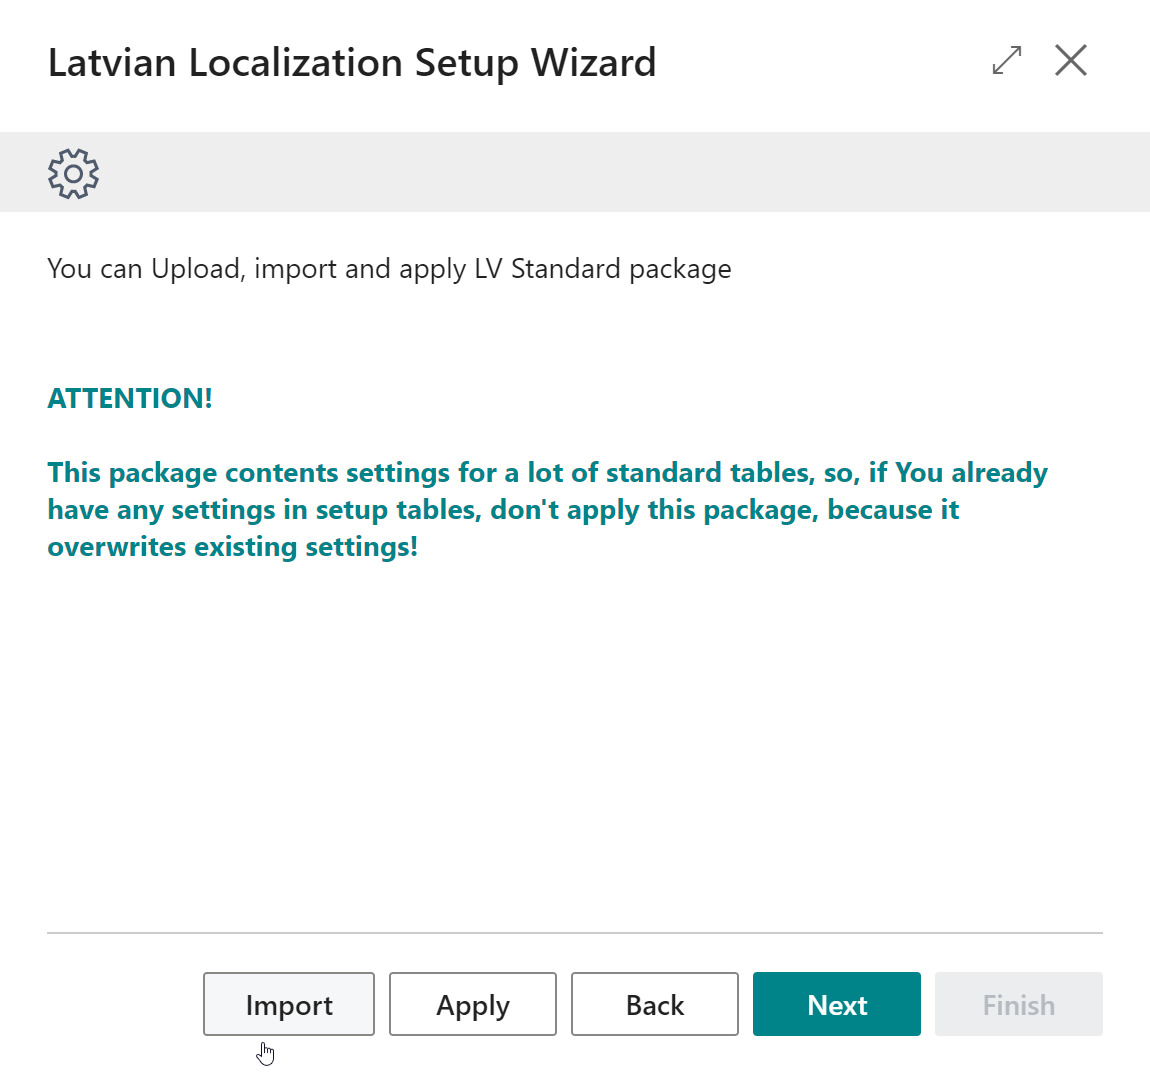 Latvian Localization Setup Wizard
You can Upload, import and apply LV Standard package
ATTENTION!
This package contents settings for a lot of standard tables, so, if You already
have any settings in setup tables, don't apply this package, because it
overwrites existing settings!
Import
Apply
Back
Next
Finish